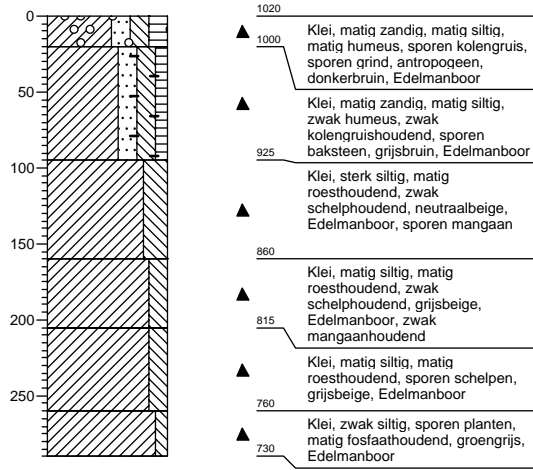 0
50
100
150
200
250
1020
Klei, matig zandig, matig siltig,
matig humeus, sporen kolengruis,
sporen grind, antropogeen,
donkerbruin, Edelmanboor
1000
Klei, matig zandig, matig siltig,
zwak humeus, zwak
kolengruishoudend, sporen
baksteen, grijsbruin, Edelmanboor
925
Klei, sterk siltig, matig
roesthoudend, zwak
schelphoudend, neutraalbeige,
Edelmanboor, sporen mangaan
860
Klei, matig siltig, matig
roesthoudend, zwak
schelphoudend, grijsbeige,
Edelmanboor, zwak
mangaanhoudend
815
Klei, matig siltig, matig
roesthoudend, sporen schelpen,
grijsbeige, Edelmanboor
760
Klei, zwak siltig, sporen planten,
matig fosfaathoudend, groengrijs,
Edelmanboor
730